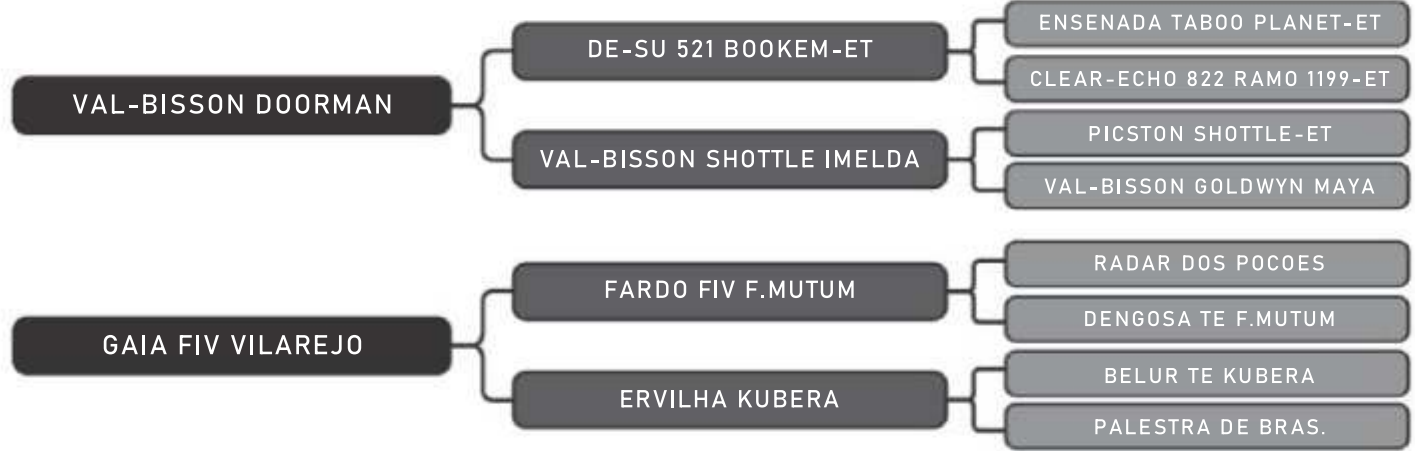 VAL-BISSON DOORMAN
DE-SU 521 BOOKEM-ET
ENSENADA TABOO PLANET-ET
CLEAR-ECHO 822 RAMO 1199-ET
VAL-BISSON SHOTTLE IMELDA
PICSTON SHOTTLE-ET
VAL-BISSON GOLDWYN MAYA
GAIA FIV VILAREJO
FARDO FIV F.MUTUM
RADAR DOS POCOES
DENGOSA TE F.MUTUM
ERVILHA KUBERA
BELUR TE KUBERA
PALESTRA DE BRAS.